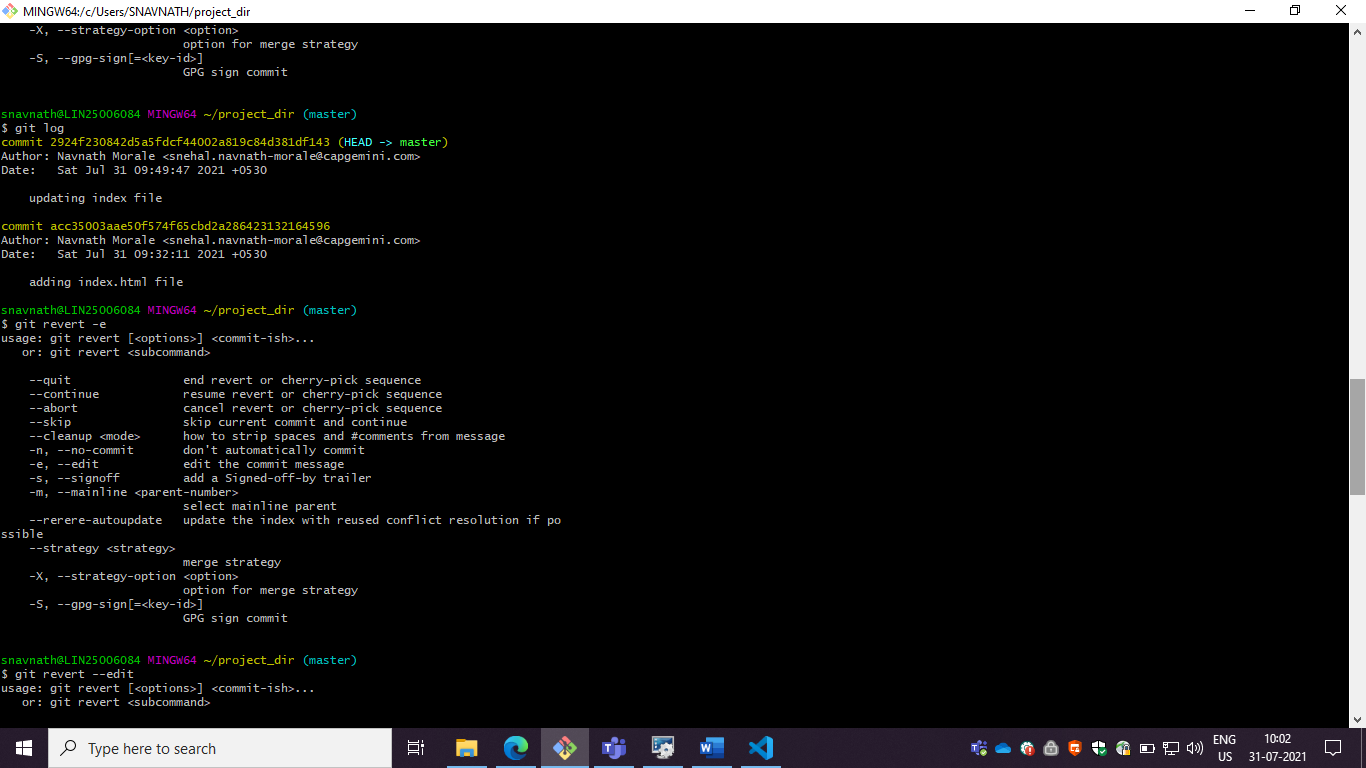 MINGW64:/c/Users/SNAVNATH/project_dir
-X, --strategy-option <option>
option for merge strategy
-S, --gpg-sign[=<key-id>]
GPG sign commit
snavnath@LIN25006084 MINGW64 ~/project_dir (master)
$ git log
commit 2924f230842d5a5fdcf44002a819c84d381df143 (HEAD -> master)
Author: Navnath Morale <snehal.navnath-morale@capgemini.com>
Date:   Sat Jul 31 09:49:47 2021 +0530
updating index file
commit acc35003aae50f574f65cbd2a286423132164596
Author: Navnath Morale <snehal.navnath-morale@capgemini.com>
Date:   Sat Jul 31 09:32:11 2021 +0530
adding index.html file
snavnath@LIN25006084 MINGW64 ~/project_dir (master)
$ git revert -e
usage: git revert [<options>] <commit-ish>...
or: git revert <subcommand>
--quit                end revert or cherry-pick sequence
--continue            resume revert or cherry-pick sequence
--abort               cancel revert or cherry-pick sequence
--skip                skip current commit and continue
--cleanup <mode>      how to strip spaces and #comments from message
-n, --no-commit       don't automatically commit
-e, --edit            edit the commit message
-s, --signoff         add a Signed-off-by trailer
-m, --mainline <parent-number>
select mainline parent
--rerere-autoupdate   update the index with reused conflict resolution if po
ssible
--strategy <strategy>
merge strategy
-X, --strategy-option <option>
option for merge strategy
-S, --gpg-sign[=<key-id>]
GPG sign commit
snavnath@LIN25006084 MINGW64 ~/project_dir (master)
$ git revert --edit
usage: git revert [<options>] <commit-ish>...
or: git revert <subcommand>
Type here to search
ENG
US
10:02
31-07-2021